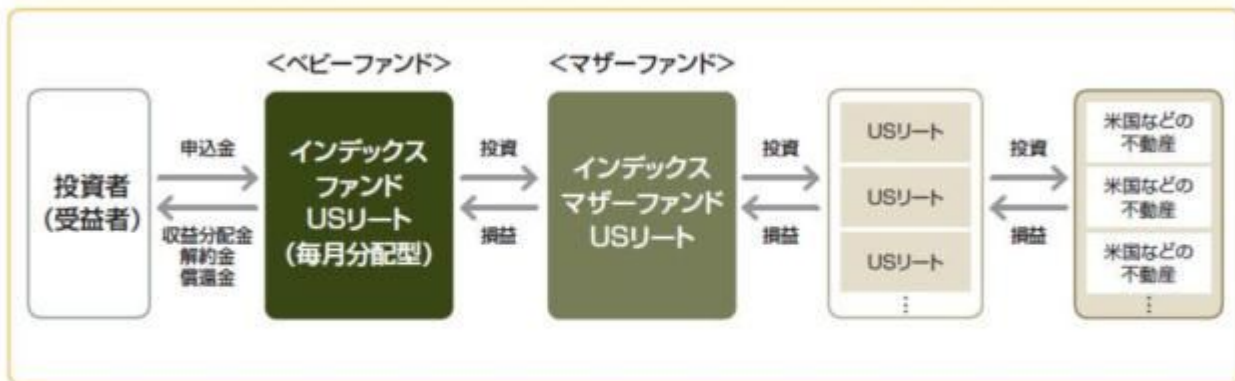 <ベビーファンド>
<マザーファンド>
投資者
(受益者)
申込金
収益分配金
解約金
償還金
インデックス
ファンド
USリート
(毎月分配型)
投資
損益
インデックス
マザーファンド
USリート
投資
損益
USリート
USリート
USリート
⋮
投資
損益
米国などの
不動産
米国などの
不動産
米国などの
不動産
⋮